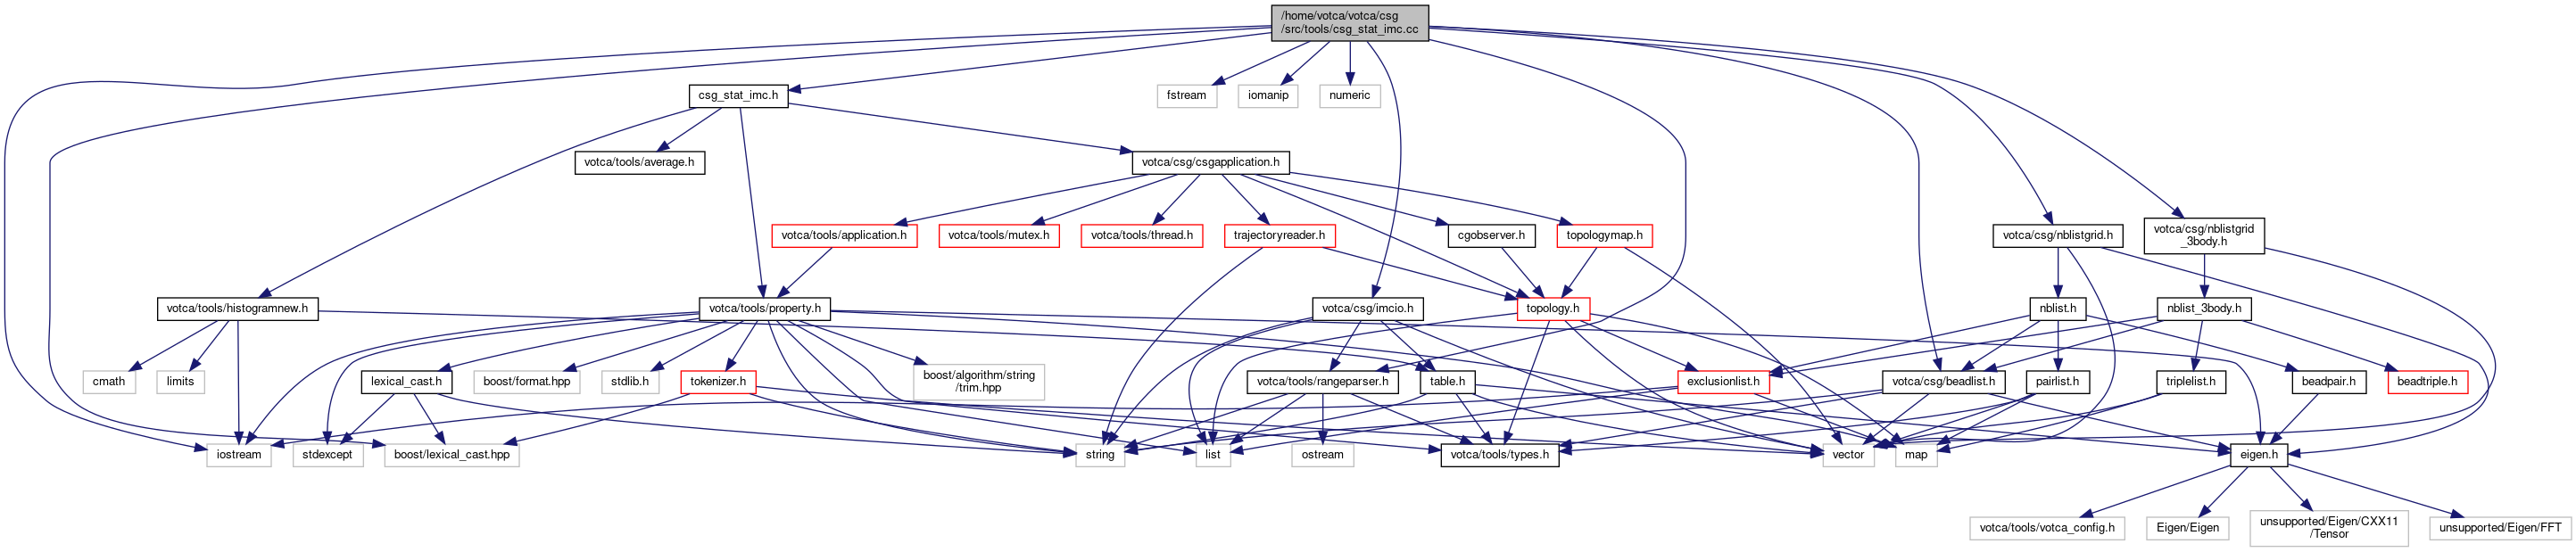 /home/votca/votca/csg
/src/tools/csg_stat_imc.cc
csg_stat_imc.h
fstream
iomanip
numeric
votca/tools/average.h
votca/csg/csgapplication.h
votca/tools/application.h
votca/tools/mutex.h
votca/tools/thread.h
trajectoryreader.h
cgobserver.h
topologymap.h
votca/csg/nblistgrid.h
votca/csg/nblistgrid
_3body.h
votca/tools/histogramnew.h
votca/tools/property.h
votca/csg/imcio.h
topology.h
nblist.h
nblist_3body.h
cmath
limits
lexical_cast.h
boost/format.hpp
stdlib.h
tokenizer.h
boost/algorithm/string
/trim.hpp
votca/tools/rangeparser.h
table.h
exclusionlist.h
votca/csg/beadlist.h
pairlist.h
triplelist.h
beadpair.h
beadtriple.h
iostream
stdexcept
boost/lexical_cast.hpp
string
list
ostream
votca/tools/types.h
vector
map
eigen.h
votca/tools/votca_config.h
Eigen/Eigen
unsupported/Eigen/CXX11
/Tensor
unsupported/Eigen/FFT